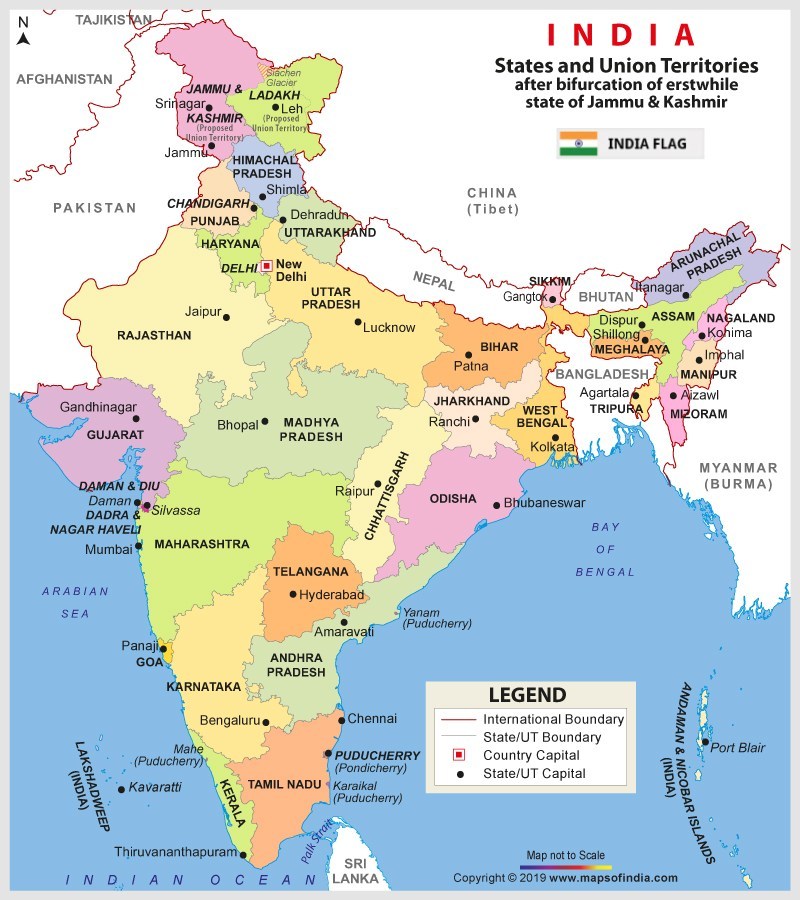 N
TAJIKISTAN
AFGHANISTAN
INDIA
States and Union Territories
after bifurcation of erstwhile
state of Jammu & Kashmir
INDIA FLAG
Siachen
Glacier
JAMMU &
KASHMIR
(Proposed
Union Territory)
Srinagar
Jammu
LADAKH
Leh
(Proposed
Union Territory)
HIMACHAL
PRADESH
Shimla
CHANDIGARH
PUNJAB
PAKISTAN
CHINA
(Tibet)
Dehradun
UTTARAKHAND
HARYANA
DELHI
New
Delhi
NEPAL
SIKKIM
Gangtok
BHUTAN
ARUNACHAL
PRADESH
Itanagar
UTTAR
PRADESH
Lucknow
Jaipur
RAJASTHAN
BIHAR
Patna
Dispur
ASSAM
NAGALAND
Shillong
Kohima
MEGHALAYA
Imphal
MANIPUR
BANGLADESH
Agartala
TRIPURA
Aizawl
MIZORAM
MYANMAR
(BURMA)
Gandhinagar
GUJARAT
Bhopal
MADHYA
PRADESH
JHARKHAND
Ranchi
WEST
BENGAL
Kolkata
Raipur
CHHATTISGARH
ODISHA
Bhubaneswar
DAMAN & DIU
Daman
DADRA &
NAGAR HAVELI
Silvassa
Mumbai
MAHARASHTRA
BAY
OF
BENGAL
ARABIAN
SEA
TELANGANA
Hyderabad
Yanam
(Puducherry)
Amaravati
Panaji
GOA
ANDHRA
PRADESH
KARNATAKA
Bengaluru
Chennai
Mahe
(Puducherry)
PUDUCHERRY
(Pondicherry)
TAMIL NADU
Karaikal
(Puducherry)
KERALA
LAKSHADWEEP
(INDIA)
Kavaratti
Thiruvananthapuram
Palk Strait
SRI
LANKA
INDIAN OCEAN
ANDAMAN & NICOBAR ISLANDS
(INDIA)
Port Blair
LEGEND
International Boundary
State/UT Boundary
Country Capital
State/UT Capital
Map not to Scale
Copyright © 2019 www.mapsofindia.com